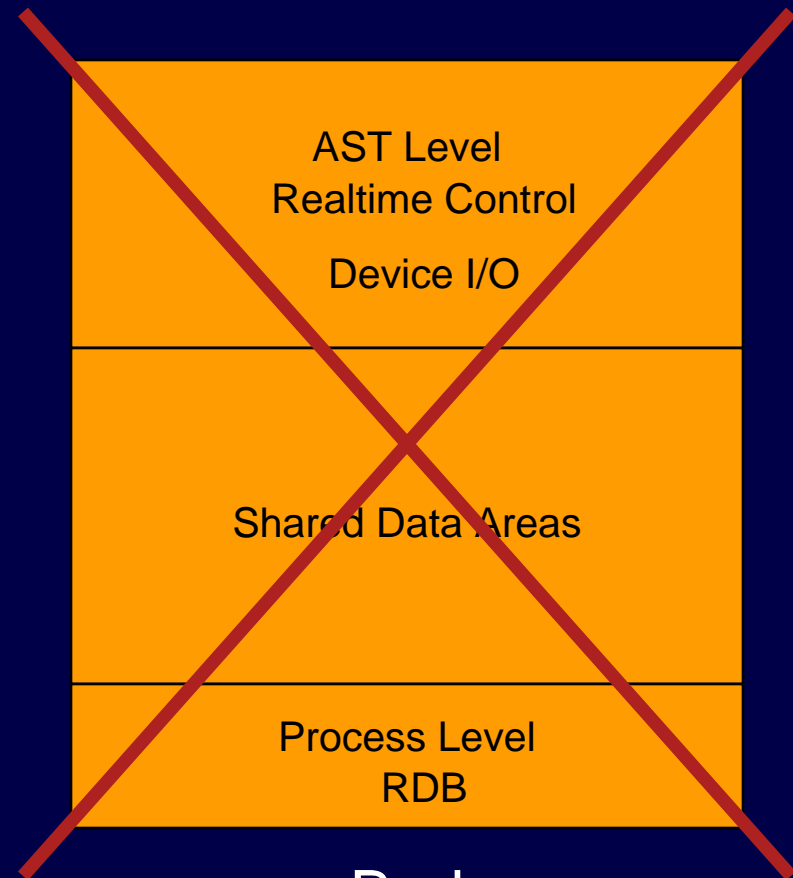 AST Level
Realtime Control
Device I/O
Shared Data Areas
Process Level
RDB